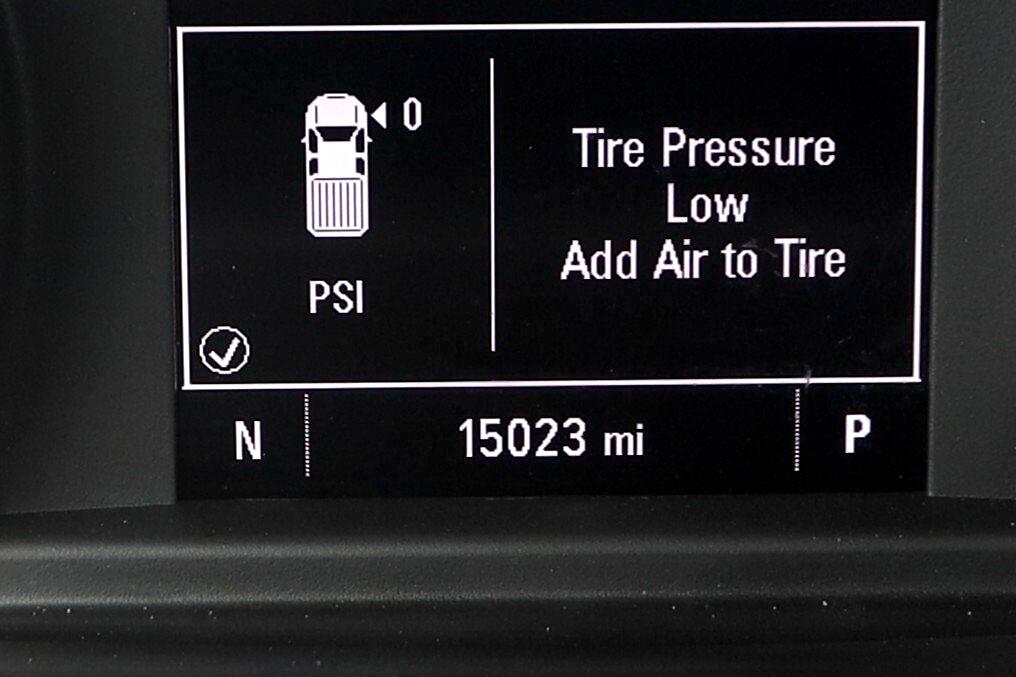 0
PSI
Tire Pressure
Low
Add Air to Tire
N
15023 mi
P